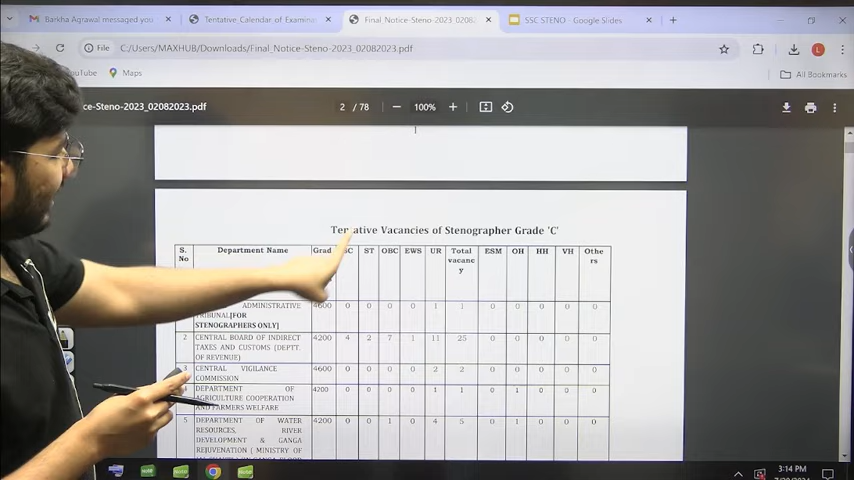 Barkha Agrawal messaged you
Tentative_Calendar_of_Examina
Final_Notice-Steno-2023_0208
SSC STENO - Google Slides
File C:/Users/MAXHUB/Downloads/Final_Notice-Steno-2023_02082023.pdf
L
YouTube Maps All Bookmarks
ce-Steno-2023_02082023.pdf 2 / 78 100%
Tentative Vacancies of Stenographer Grade 'C'
S. No Department Name Grad SC ST OBC EWS UR Total vacancy ESM OH HH VH Others
ADMINISTRATIVE TRIBUNAL[FOR STENOGRAPHERS ONLY] 4600 0 0 0 0 1 1 0 0 0 0 0
2 CENTRAL BOARD OF INDIRECT TAXES AND CUSTOMS (DEPTT. OF REVENUE) 4200 4 2 7 1 11 25 0 0 0 0 0
3 CENTRAL VIGILANCE COMMISSION 4600 0 0 0 0 2 2 0 0 0 0 0
4 DEPARTMENT OF AGRICULTURE COOPERATION AND FARMERS WELFARE 4200 0 0 0 0 1 1 0 1 0 0 0
5 DEPARTMENT OF WATER RESOURCES, RIVER DEVELOPMENT & GANGA REJUVENATION ( MINISTRY OF 4200 0 0 1 0 4 5 0 1 0 0 0
3:14 PM